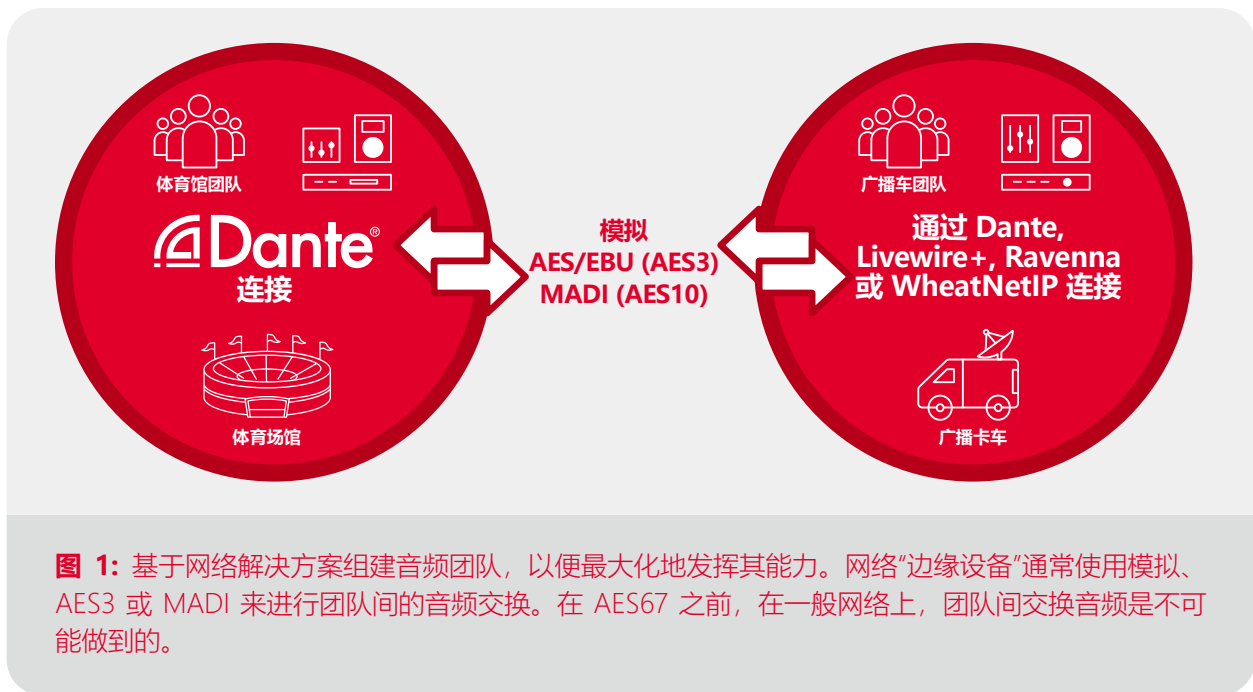 体育馆团队
Dante®
连接
体育场馆
模拟
AES/EBU (AES3)
MADI (AES10)
广播车团队
通过 Dante,
Livewire+, Ravenna
或 WheatNetIP 连接
广播卡车
图 1: 基于网络解决方案组建音频团队，以便最大化地发挥其能力。网络“边缘设备”通常使用模拟、
AES3 或 MADI 来进行团队间的音频交换。在 AES67 之前，在一般网络上，团队间交换音频是不可
能做到的。